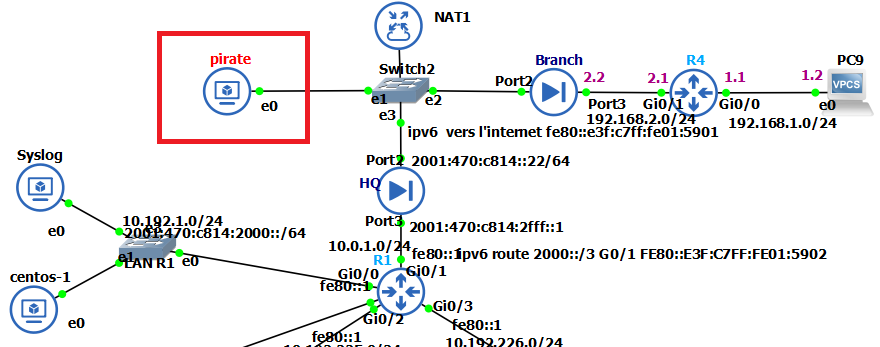 NAT1
pirate
Branch
R4
PC9
Switch2
Port2
2.2
2.1
1.1
1.2
VPCS
e0
e1
e2
Port3
Gi0/1
Gi0/0
e0
e3
192.168.2.0/24
192.168.1.0/24
ipv6 vers l'internet fe80::e3f:c7ff:fe01:5901
Syslog
Port2
2001:470:c814::22/64
HQ
10.192.1.0/24
Port3
2001:470:c814:2fff::1
e0
2001:470:c814:2000::/64
10.0.1.0/24
R1
fe80::1
ipv6 route 2000::/3 G0/1 FE80::E3F:C7FF:FE01:5902
e1
LAN R1
e0
centos-1
Gi0/0
Gi0/1
fe80::1
Gi0/3
e0
Gi0/2
fe80::1
fe80::1
10.192.226.0/24